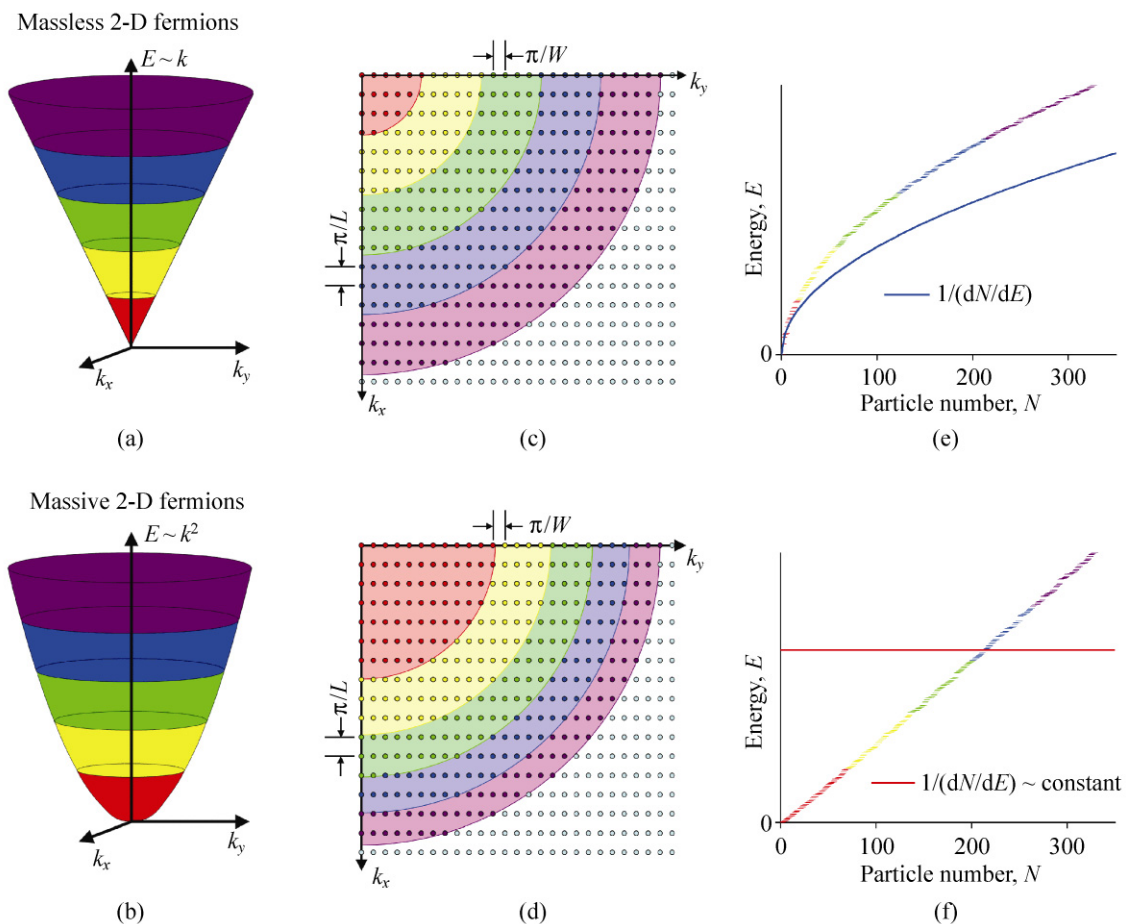 Massless 2-D fermions
E ~ k
k_x
k_y
(a)
π/W
k_y
π/L
k_x
(c)
Energy, E
1/(dN/dE)
0
0 100 200 300
Particle number, N
(e)
Massive 2-D fermions
E ~ k²
k_x
k_y
(b)
π/W
k_y
π/L
k_x
(d)
Energy, E
1/(dN/dE) ~ constant
0
0 100 200 300
Particle number, N
(f)